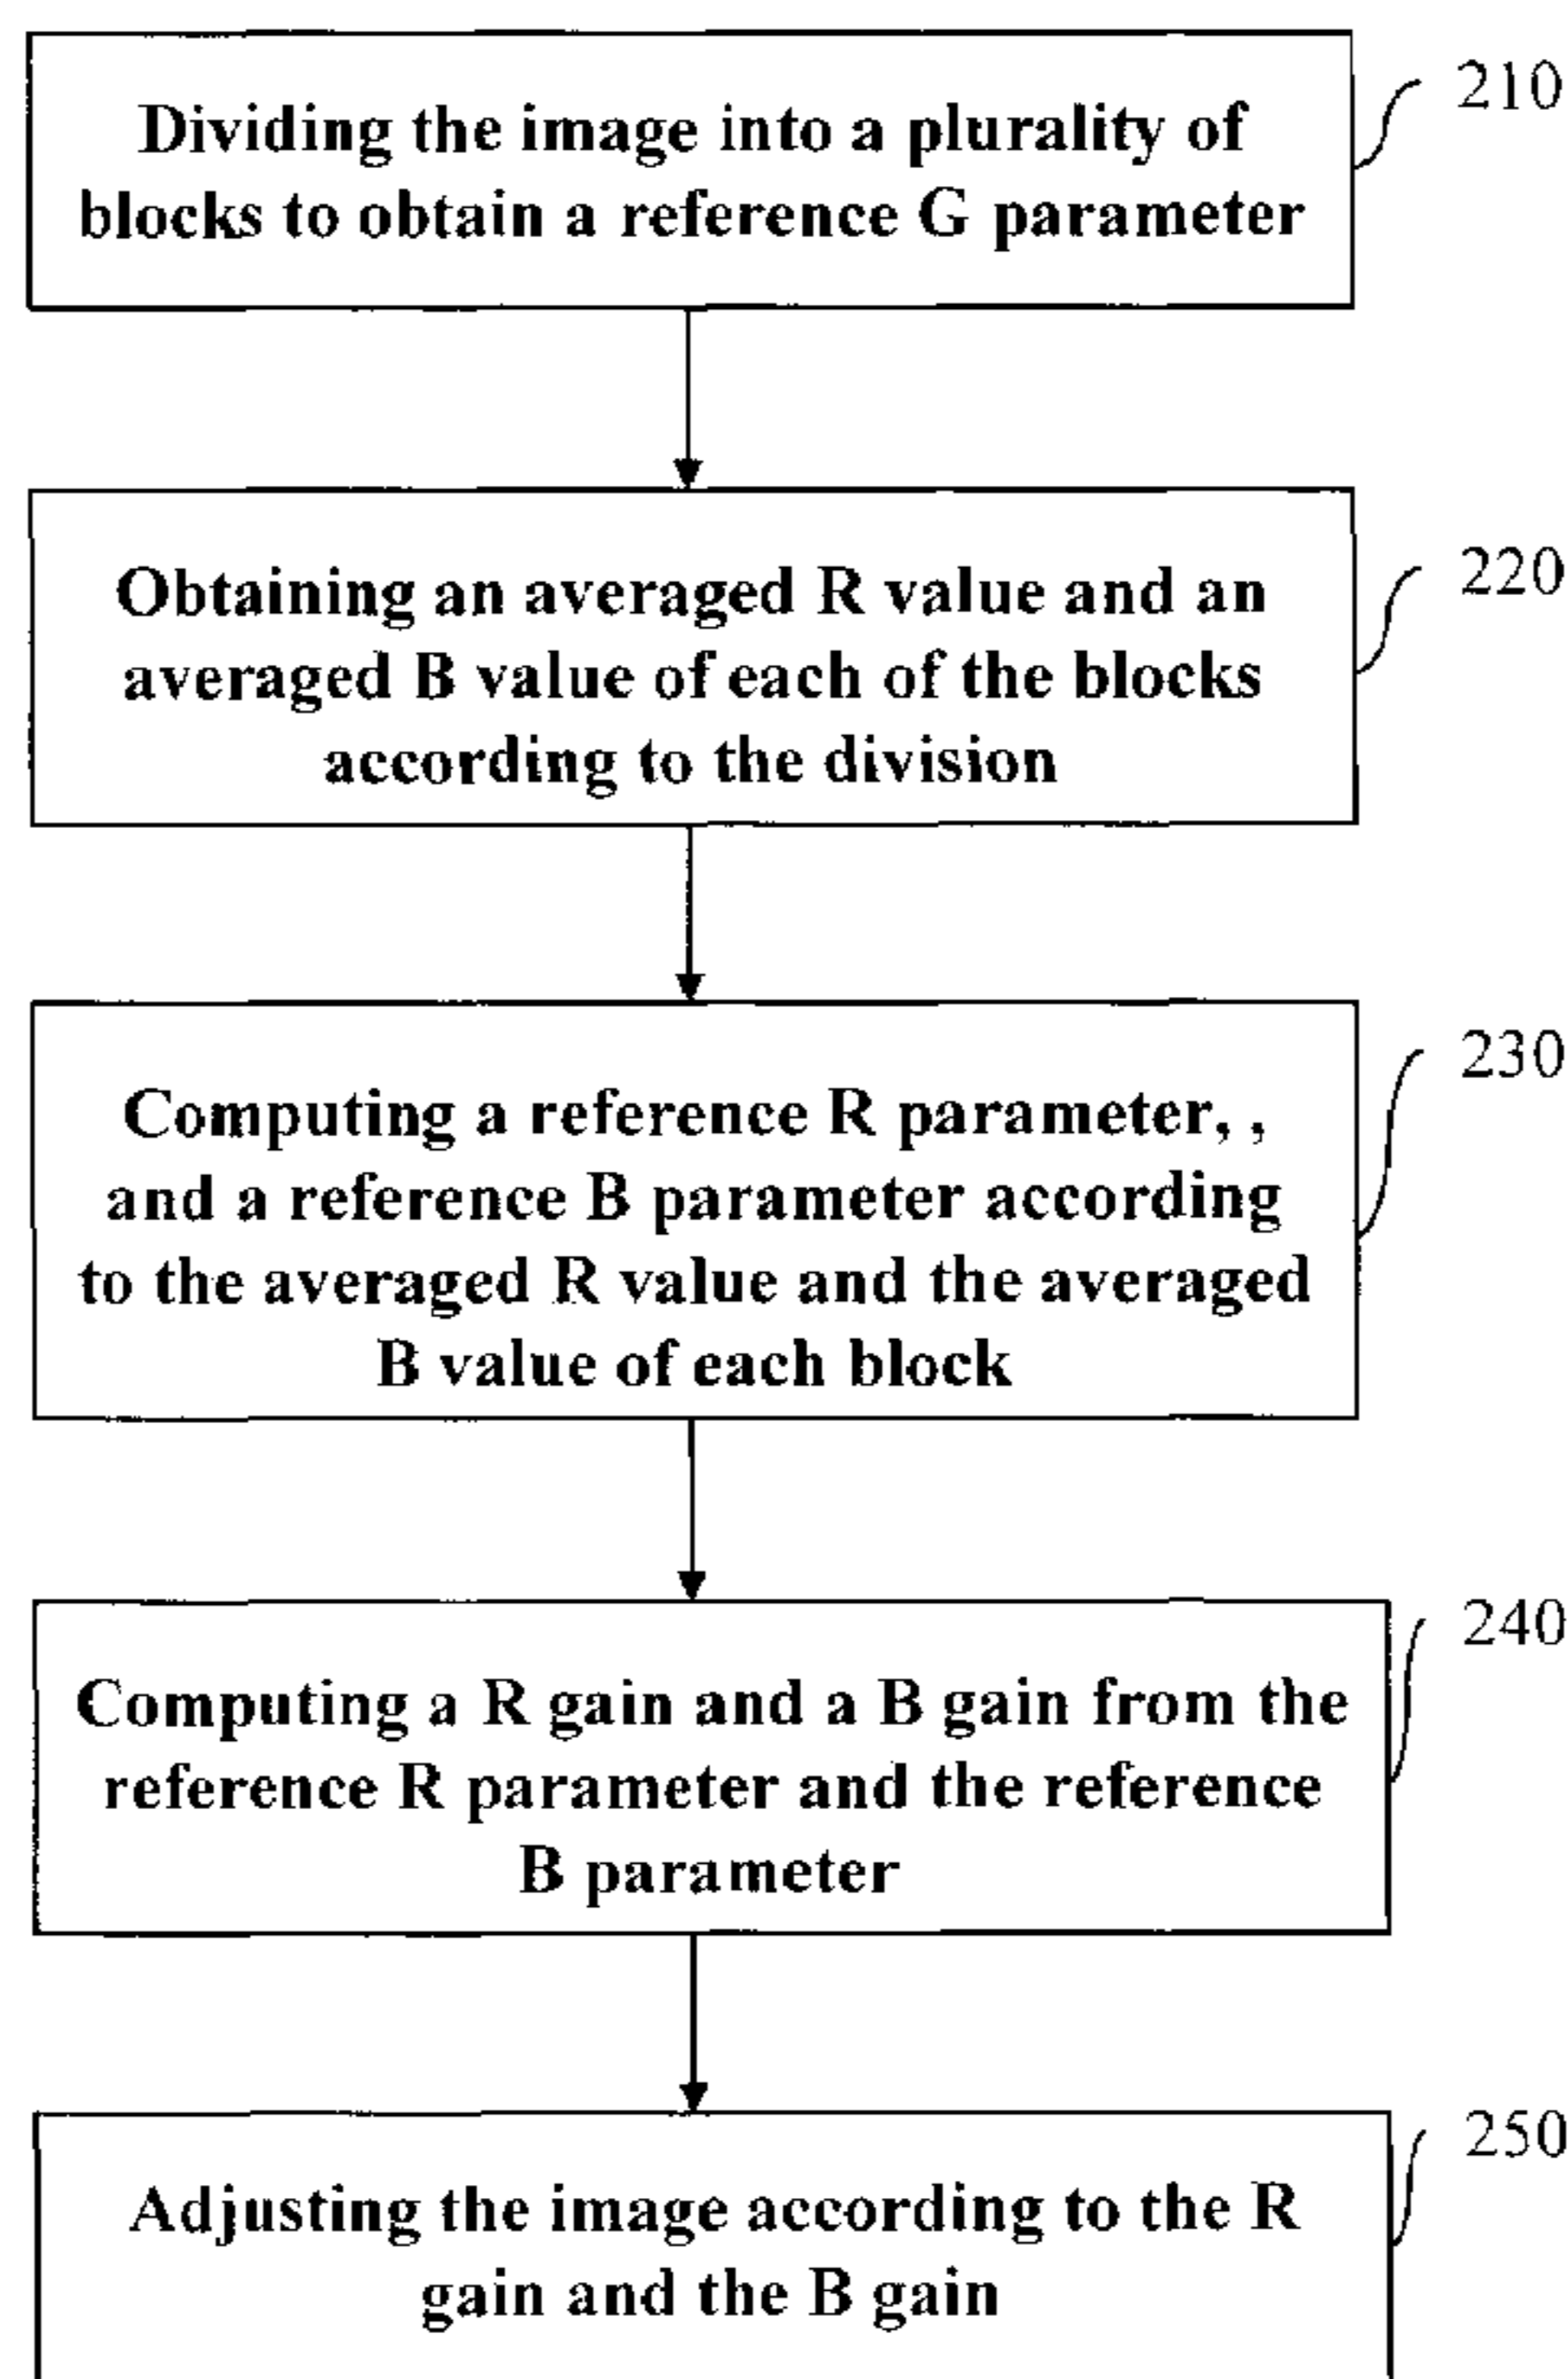 Dividing the image into a plurality of
blocks to obtain a reference G parameter
210
Obtaining an averaged R value and an
averaged B value of each of the blocks
according to the division
220
Computing a reference R parameter, ,
and a reference B parameter according
to the averaged R value and the averaged
B value of each block
230
Computing a R gain and a B gain from the
reference R parameter and the reference
B parameter
240
Adjusting the image according to the R
gain and the B gain
250